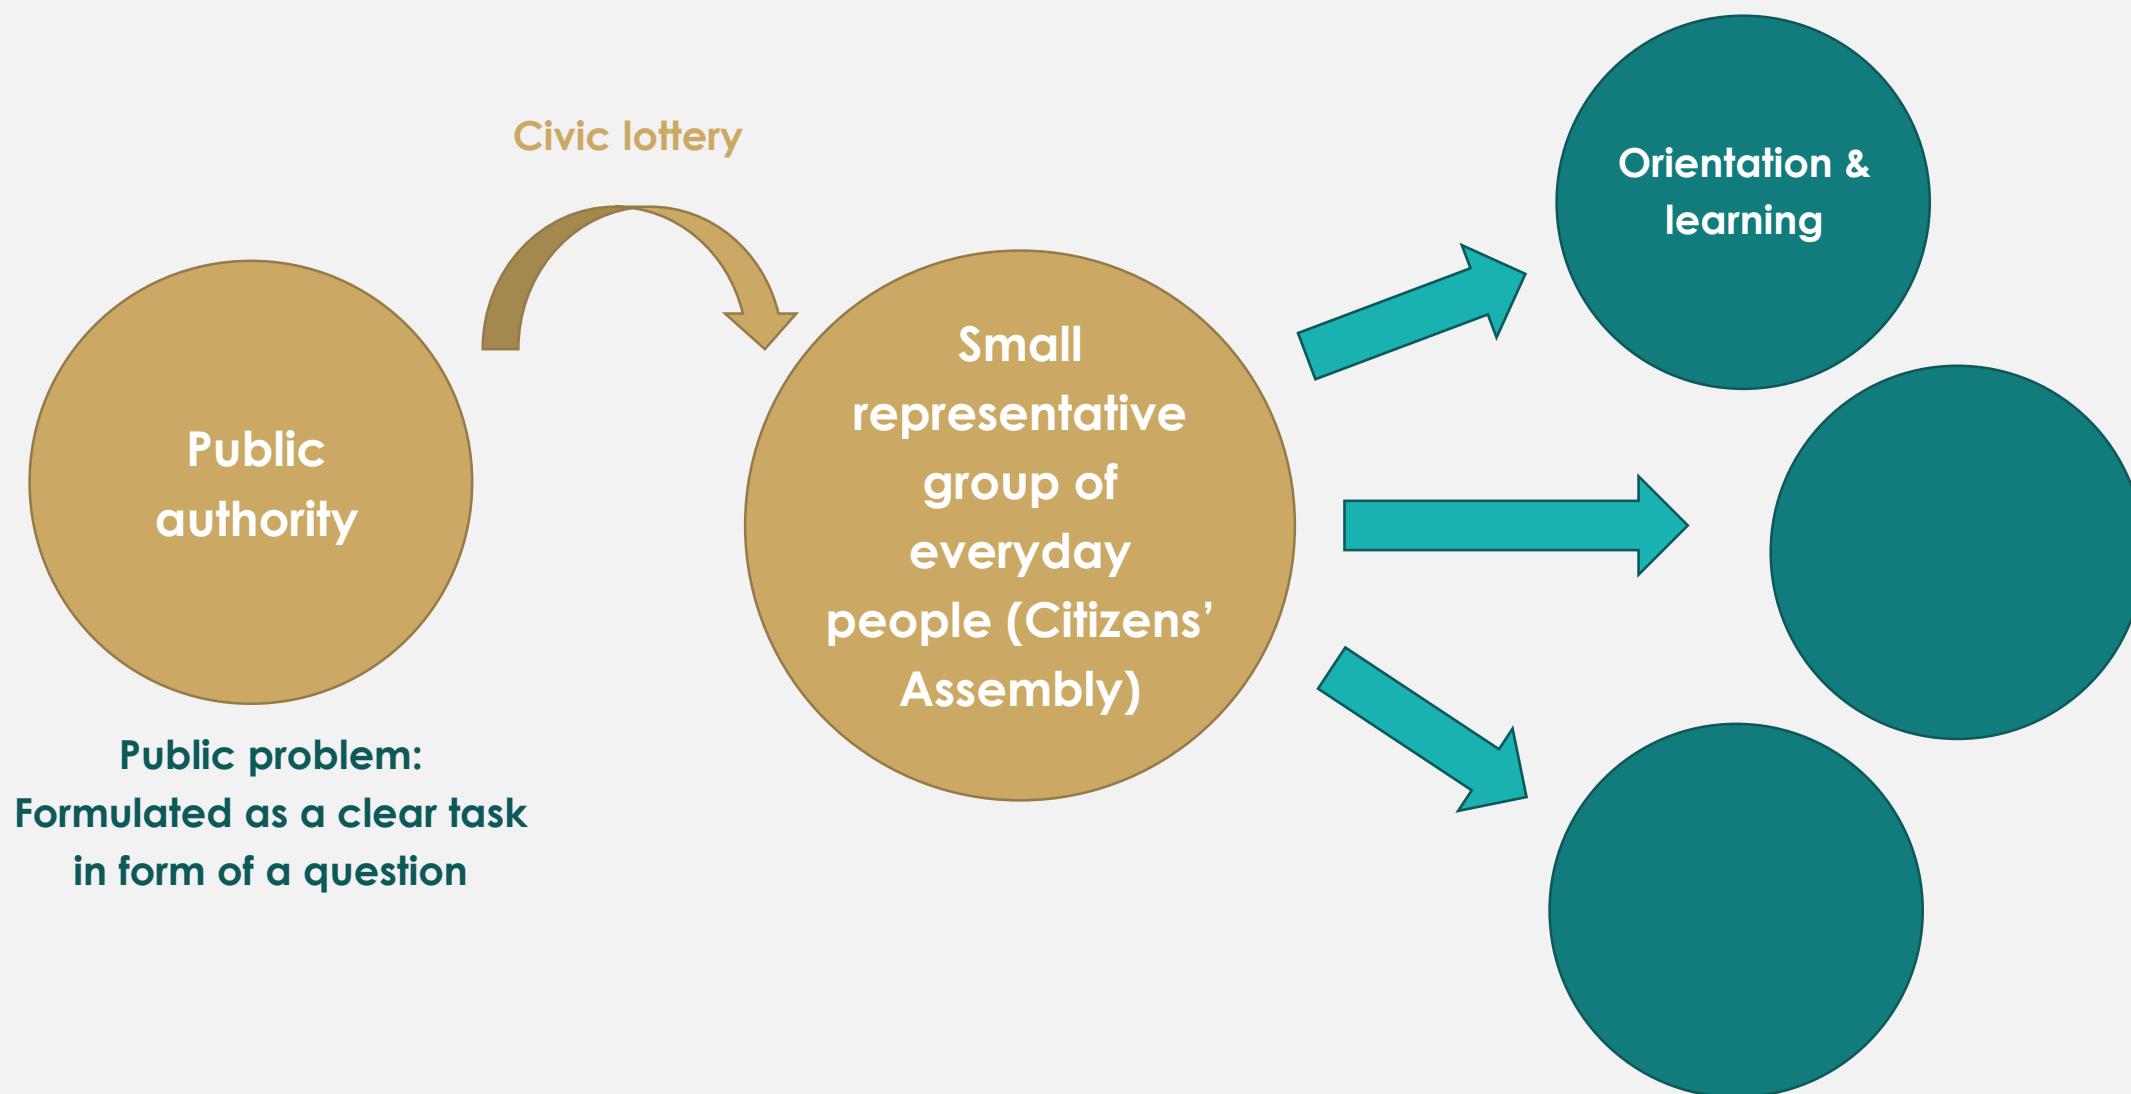 Civic lottery
Orientation &
learning
Public
authority
Small
representative
group of
everyday
people (Citizens’
Assembly)
Public problem:
Formulated as a clear task
in form of a question